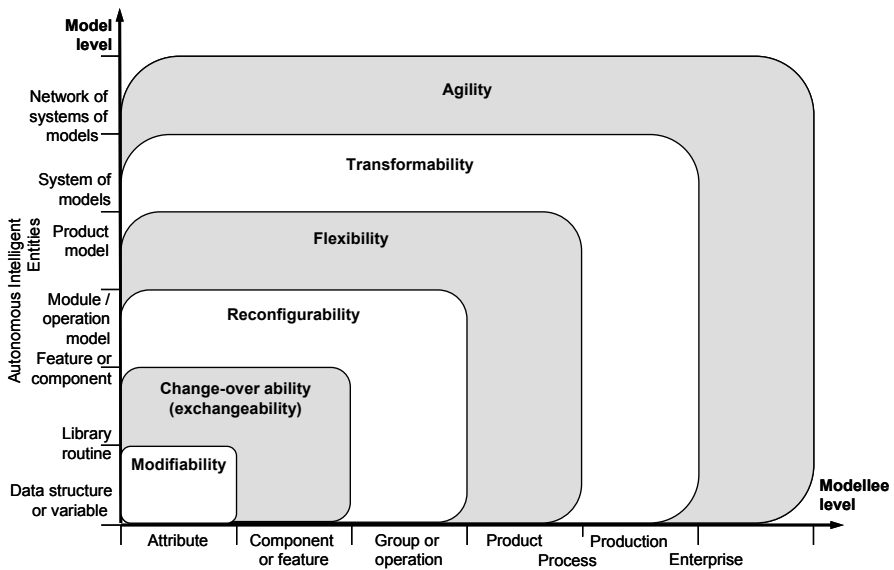 Model
level
Network of
systems of
models
System of
models
Product
model
Module /
operation
model
Feature or
component
Library
routine
Data structure
or variable
Autonomous Intelligent
Entities
Agility
Transformability
Flexibility
Reconfigurability
Change-over ability
(exchangeability)
Modifiability
Modellee
level
Attribute
Component
or feature
Group or
operation
Product
Process
Production
Enterprise